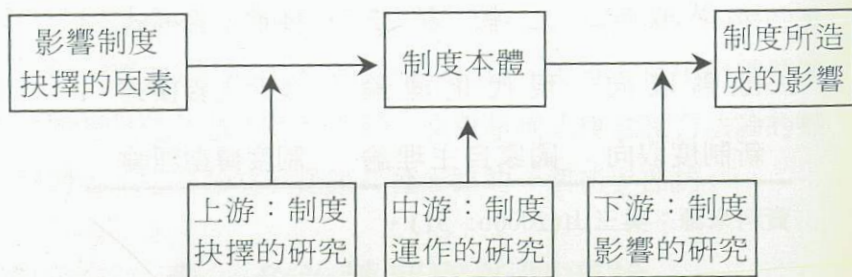 影響制度
抉擇的因素
制度本體
制度所造
成的影響
上游：制度
抉擇的研究
中游：制度
運作的研究
下游：制度
影響的研究